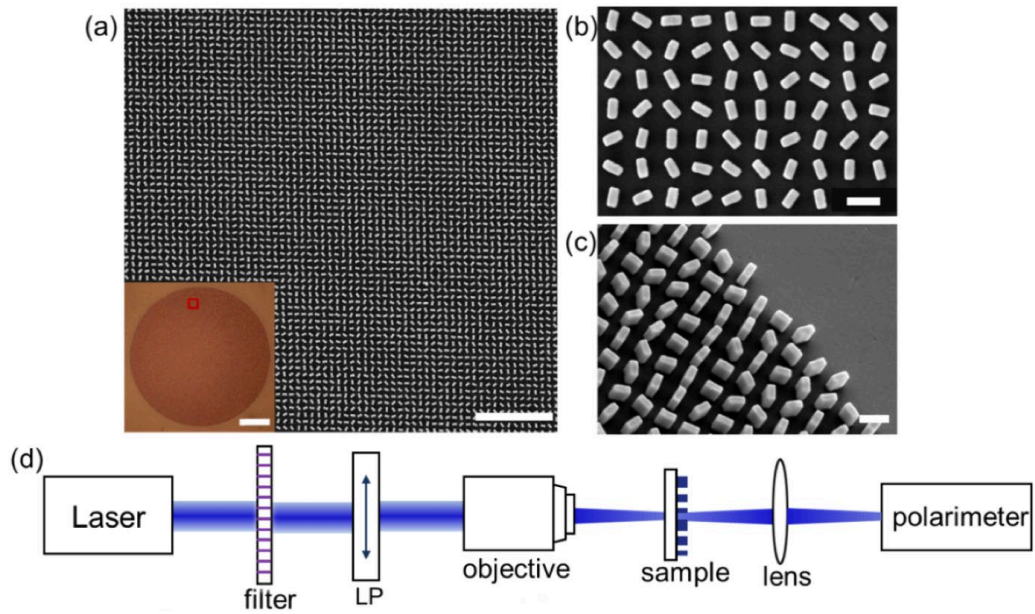 (a)
(b)
(c)
(d)
Laser
filter
LP
objective
sample
lens
polarimeter